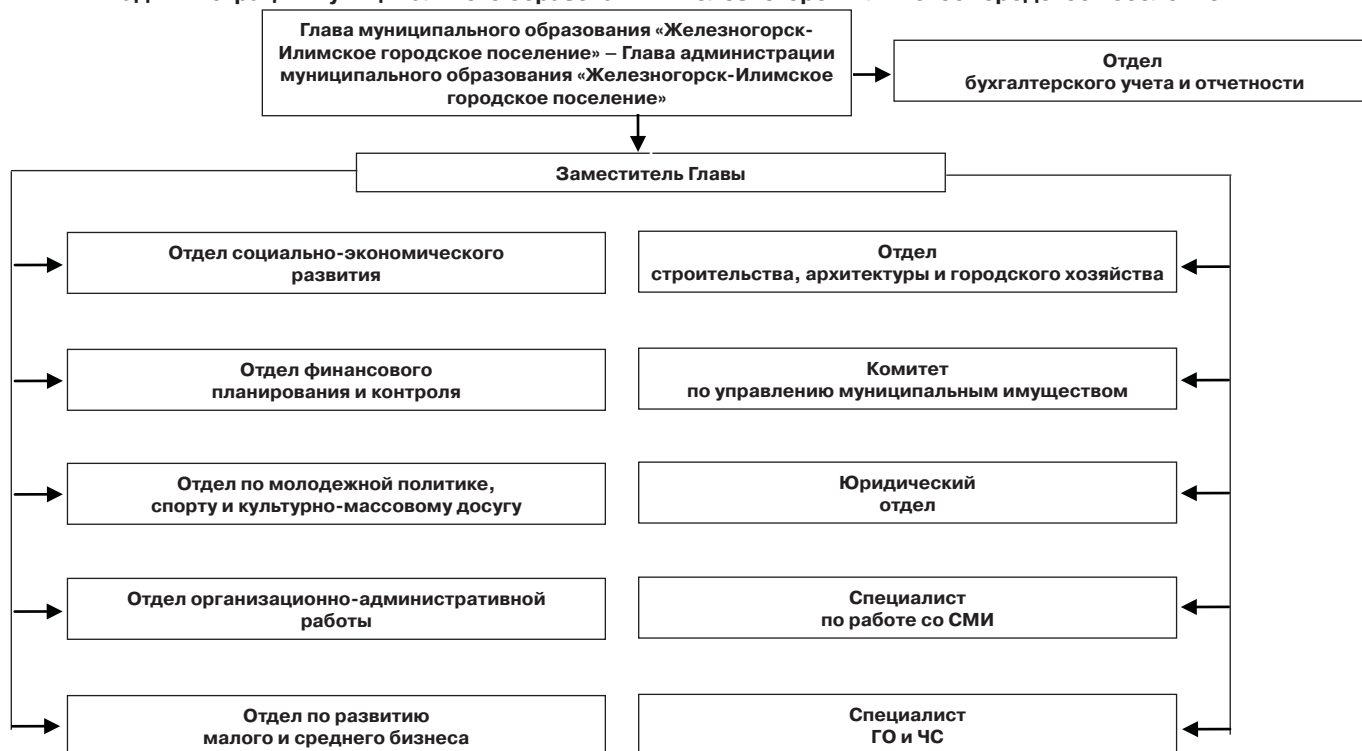 Глава муниципального образования «Железногорск-
Илимское городское поселение» – Глава администрации
муниципального образования «Железногорск-Илимское
городское поселение»
Отдел
бухгалтерского учета и отчетности
Заместитель Главы
Отдел социально-экономического
развития
Отдел
строительства, архитектуры и городского хозяйства
Отдел финансового
планирования и контроля
Комитет
по управлению муниципальным имуществом
Отдел по молодежной политике,
спорту и культурно-массовому досугу
Юридический
отдел
Отдел организационно-административной
работы
Специалист
по работе со СМИ
Отдел по развитию
малого и среднего бизнеса
Специалист
ГО и ЧС